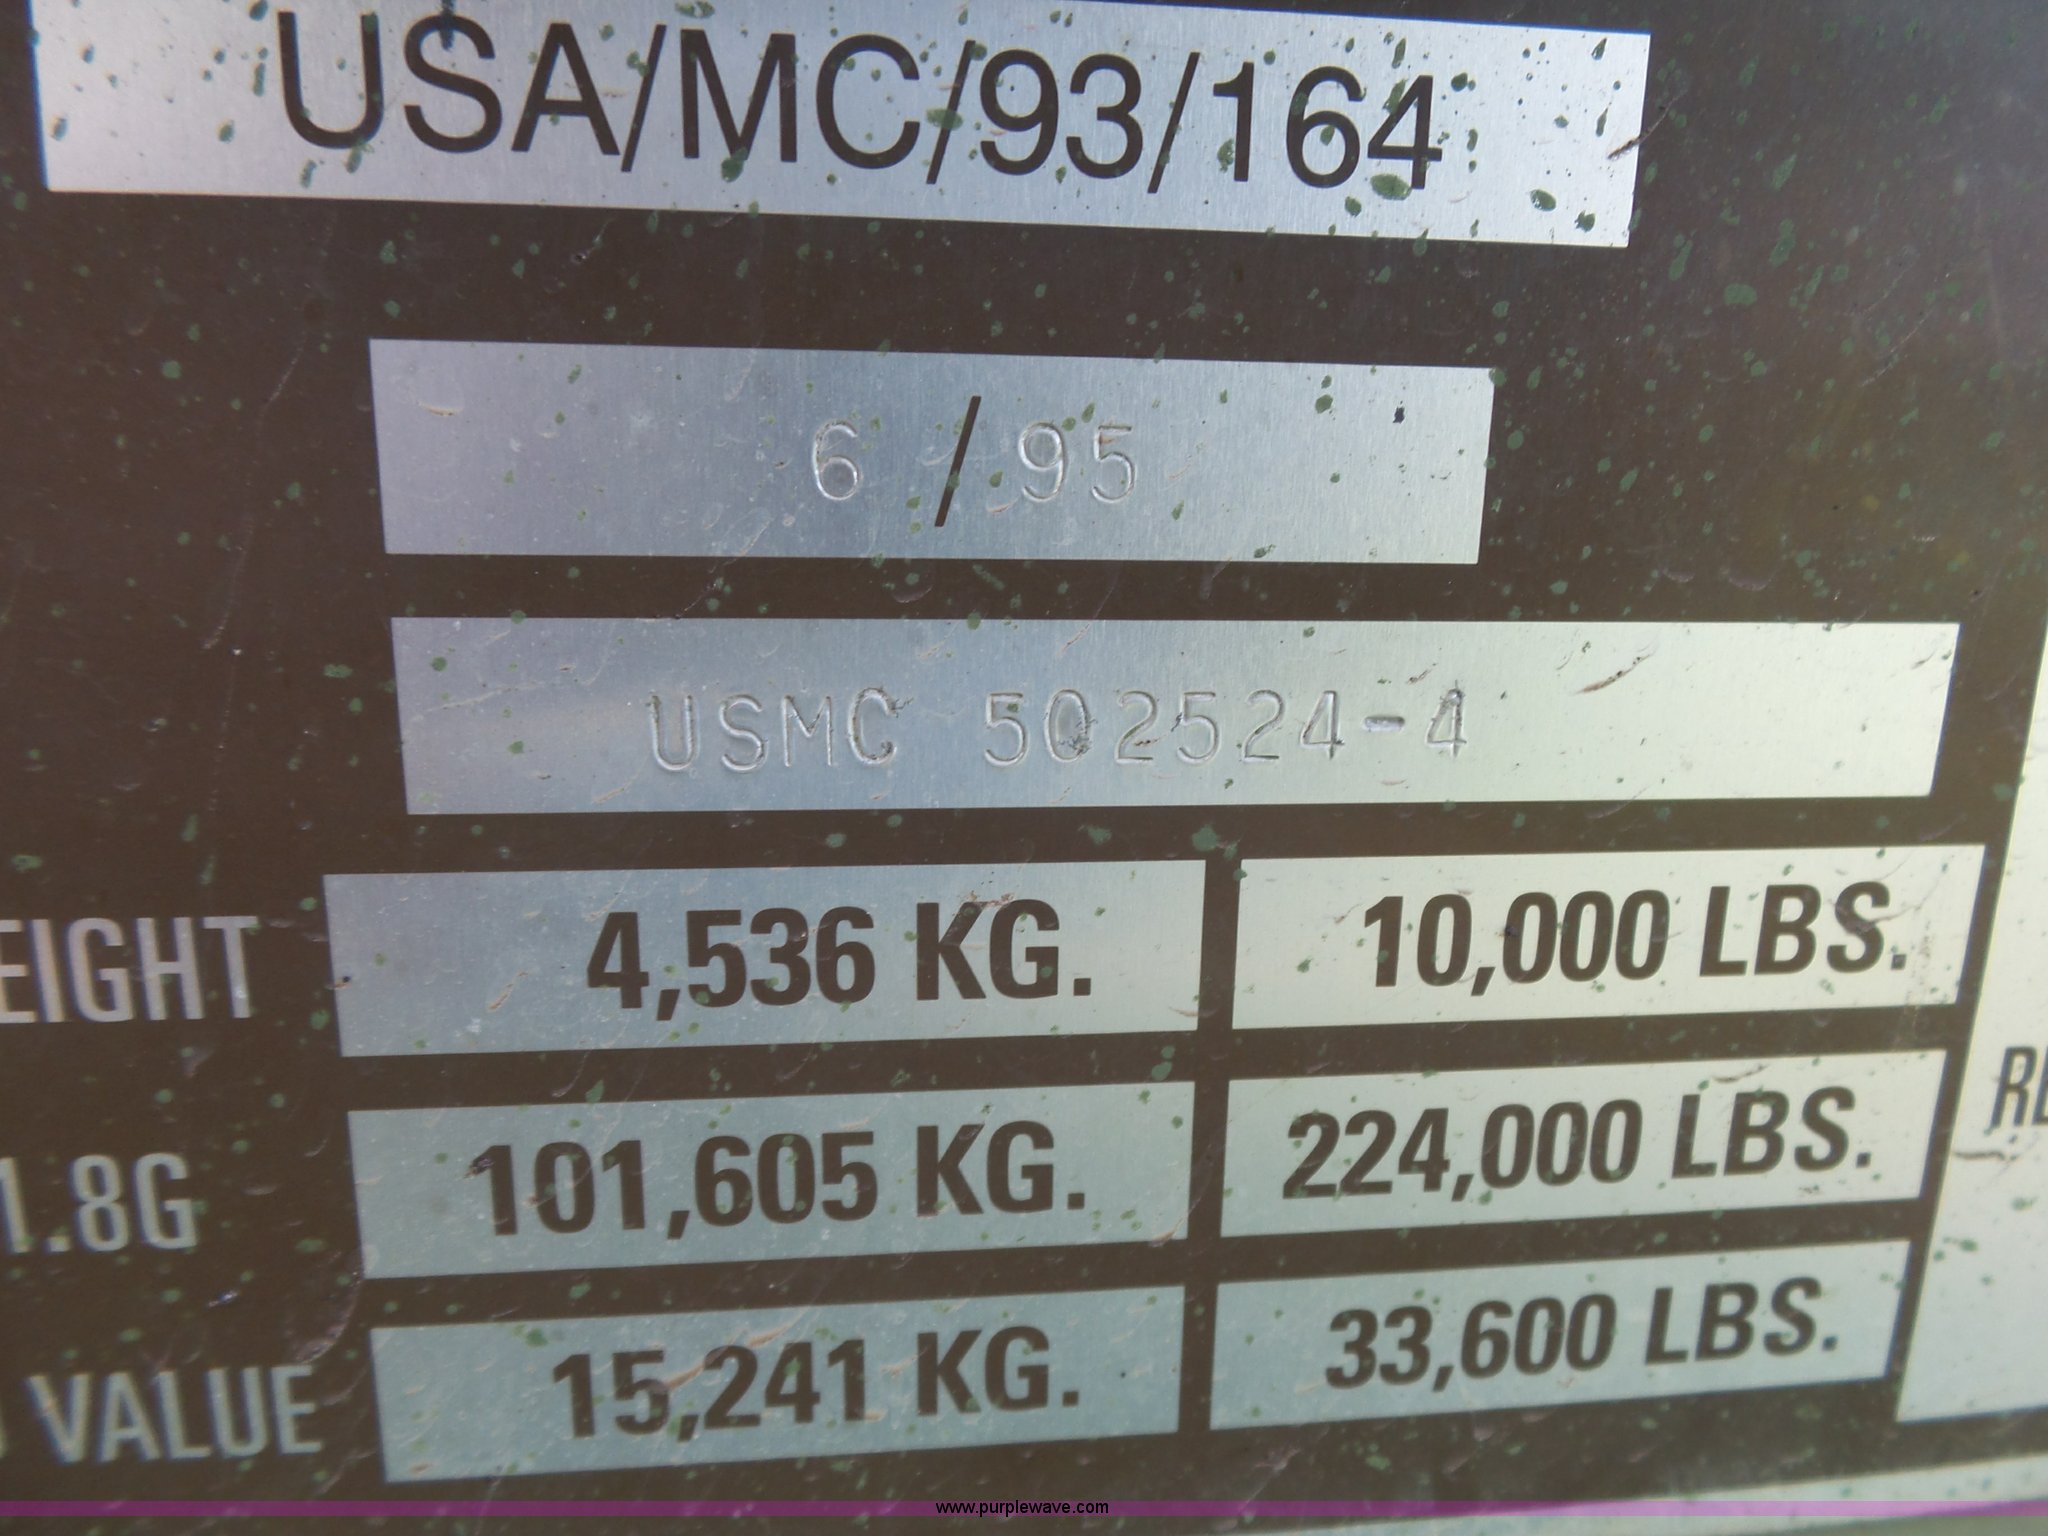 USA/MC/93/164
6 / 95
USMC 502524-4
EIGHT 4,536 KG. 10,000 LBS.
1.8G 101,605 KG. 224,000 LBS.
VALUE 15,241 KG. 33,600 LBS.
www.purplewave.com